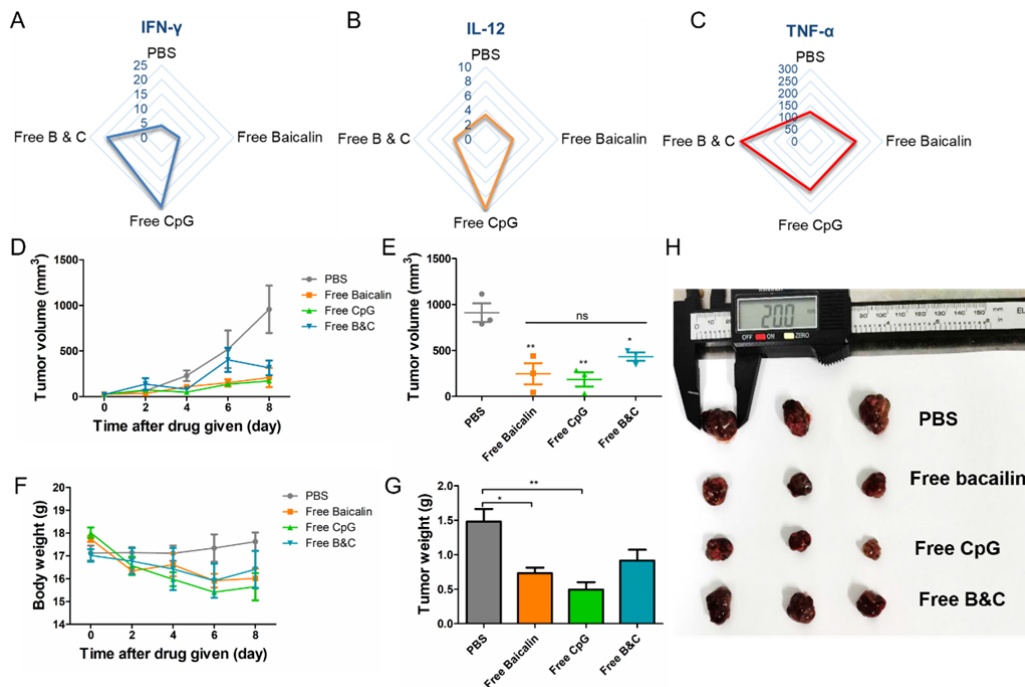 A
IFN-γ
PBS
25
20
15
10
5
0
Free B & C
Free Baicalin
Free CpG
B
IL-12
PBS
10
8
6
4
2
0
Free B & C
Free Baicalin
Free CpG
C
TNF-α
PBS
300
250
200
150
100
50
0
Free B & C
Free Baicalin
Free CpG
D
Tumor volume (mm³)
1500
1000
500
0
0 2 4 6 8
Time after drug given (day)
PBS
Free Baicalin
Free CpG
Free B&C
E
Tumor volume (mm³)
1500
1000
500
0
ns
**
**
*
PBS
Free Baicalin
Free CpG
Free B&C
H
20.0
OFF ON ZERO
PBS
Free bacailin
Free CpG
Free B&C
F
Body weight (g)
20
19
18
17
16
15
14
0 2 4 6 8
Time after drug given (day)
PBS
Free Baicalin
Free CpG
Free B&C
G
Tumor weight (g)
2.0
1.5
1.0
0.5
0.0
**
*
PBS
Free Baicalin
Free CpG
Free B&C